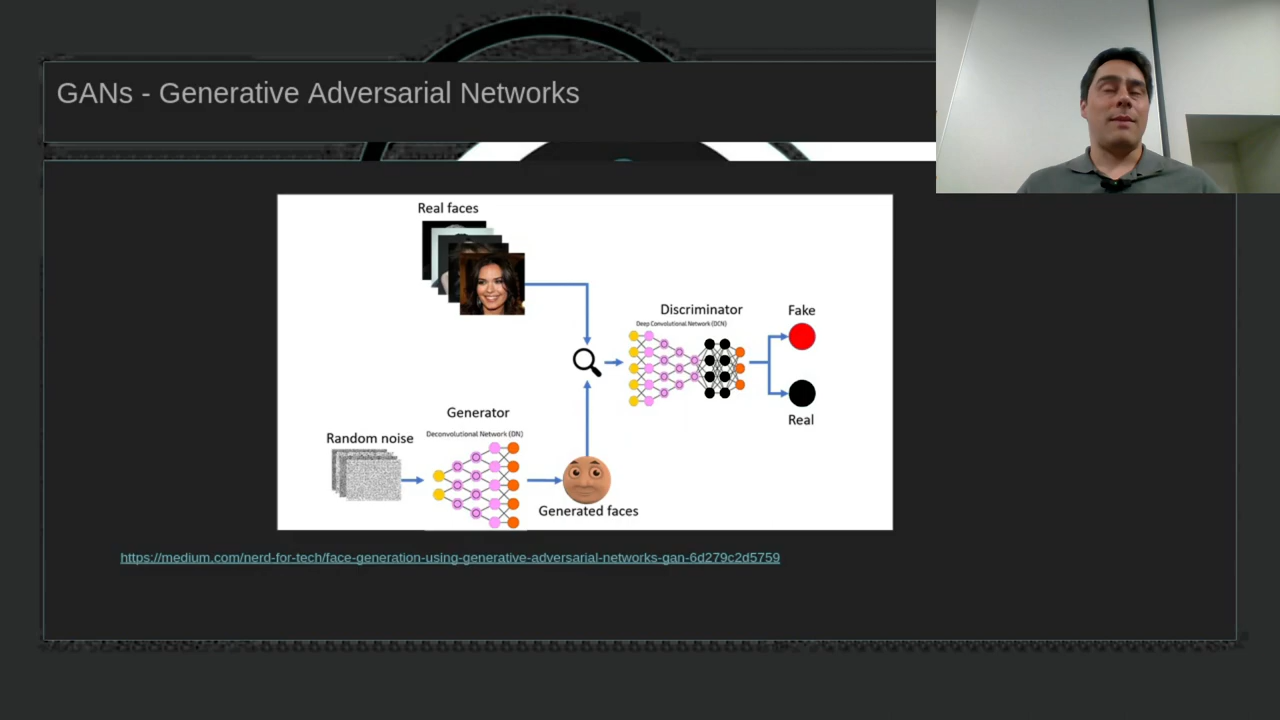 GANs - Generative Adversarial Networks
Real faces
Discriminator
Deep Convolutional Network (DCN)
Fake
Real
Generator
Deconvolutional Network (DN)
Random noise
Generated faces
https://medium.com/nerd-for-tech/face-generation-using-generative-adversarial-networks-gan-6d279c2d5759